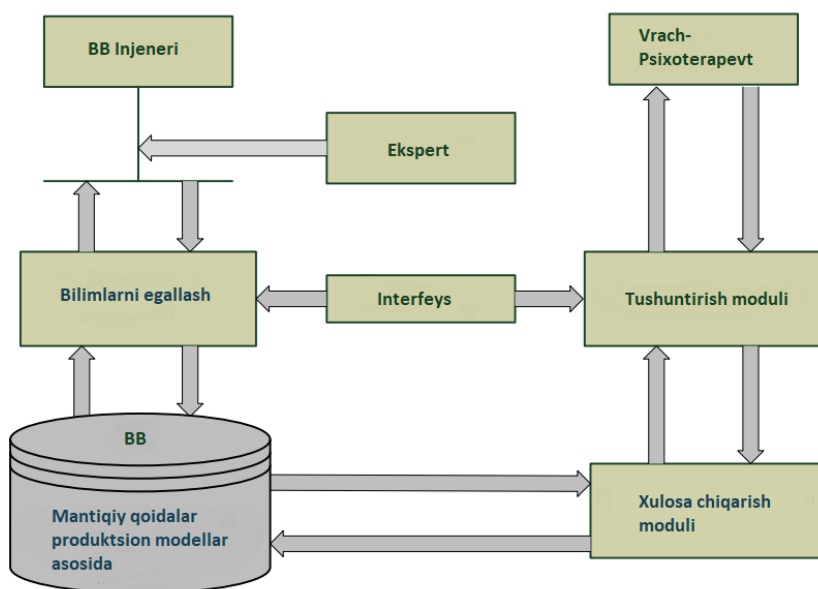 BB Injeneri
Vrach-
Psixoterapevt
Ekspert
Bilimlarni egallash
Interfeys
Tushuntirish moduli
BB
Mantiqiy qoidalar
produktsion modellar
asosida
Xulosa chiqarish
moduli